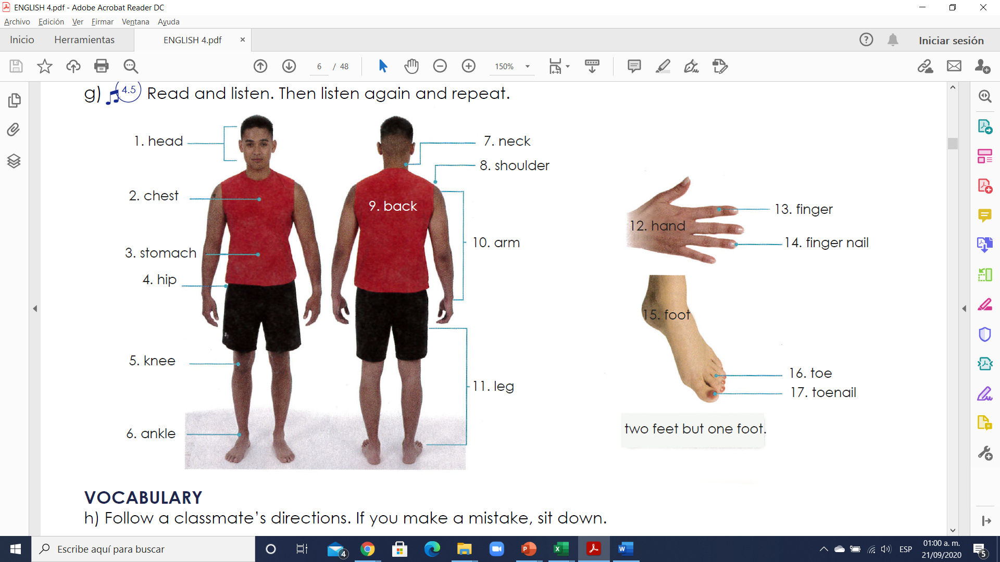 ENGLISH 4.pdf - Adobe Acrobat Reader DC
Archivo Edición Ver Firmar Ventana Ayuda
Inicio Herramientas ENGLISH 4.pdf × Iniciar sesión
6 / 48 150%
g) 4.5 Read and listen. Then listen again and repeat.
1. head
2. chest
3. stomach
4. hip
5. knee
6. ankle
7. neck
8. shoulder
9. back
10. arm
11. leg
12. hand
13. finger
14. finger nail
15. foot
16. toe
17. toenail
two feet but one foot.
VOCABULARY
h) Follow a classmate’s directions. If you make a mistake, sit down.
Escribe aquí para buscar
4
ESP
01:00 a. m.
21/09/2020
5